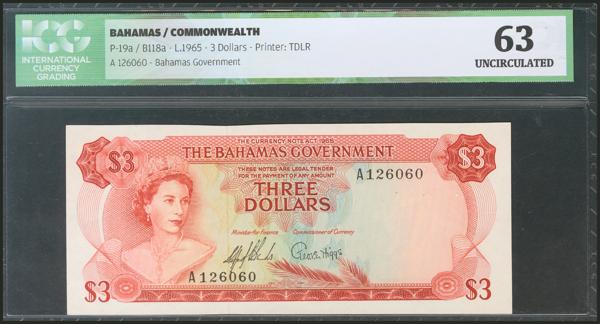 ICG
INTERNATIONAL
CURRENCY
GRADING
BAHAMAS / COMMONWEALTH
P-19a / B118a - L.1965 - 3 Dollars - Printer: TDLR
A 126060 - Bahamas Government
63
UNCIRCULATED
THE CURRENCY NOTE ACT 1965
$3 THE BAHAMAS GOVERNMENT $3
THESE NOTES ARE LEGAL TENDER
FOR THE PAYMENT OF ANY AMOUNT
A 126060
THREE
DOLLARS
Minister for Finance Commissioner of Currency
A 126060
$3 $3